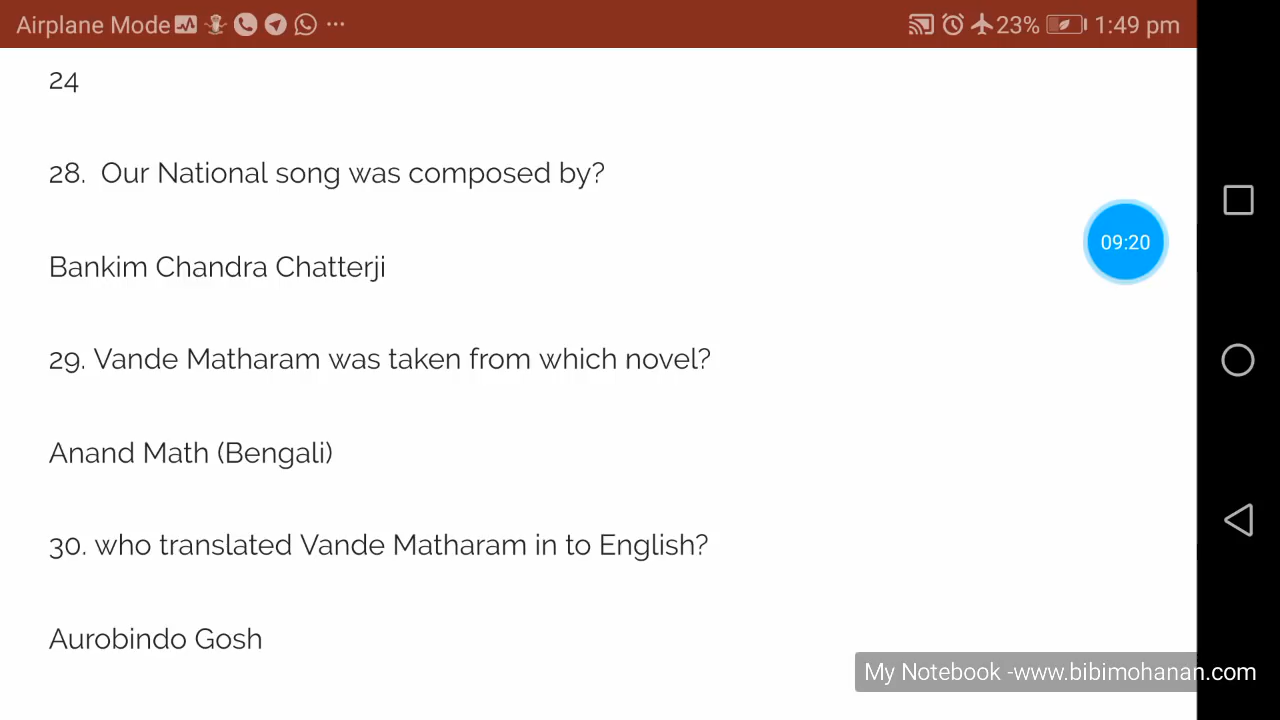 Airplane Mode ... 23% 1:49 pm
24
28. Our National song was composed by?
09:20
Bankim Chandra Chatterji
29. Vande Matharam was taken from which novel?
Anand Math (Bengali)
30. who translated Vande Matharam in to English?
Aurobindo Gosh
My Notebook -www.bibimohanan.com